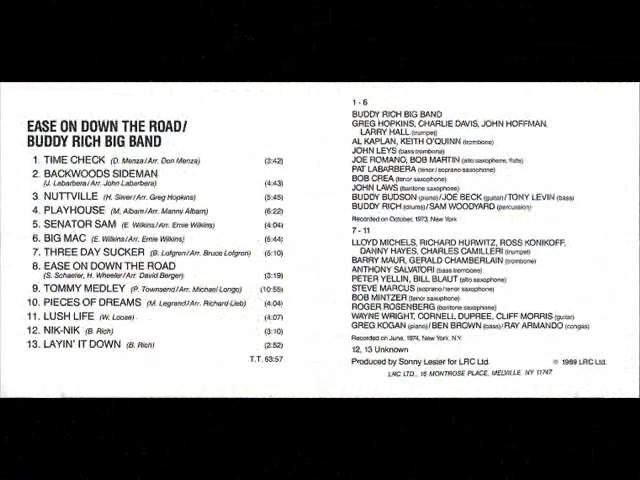 EASE ON DOWN THE ROAD/
BUDDY RICH BIG BAND
1. TIME CHECK (D. Menza/Arr. Don Menza) (3:42)
2. BACKWOODS SIDEMAN
(J. Labarbera/Arr. John Labarbera) (4:43)
3. NUTTVILLE (H. Silver/Arr. Greg Hopkins) (5:45)
4. PLAYHOUSE (M. Albam/Arr. Manny Albam) (6:22)
5. SENATOR SAM (E. Wilkins/Arr. Ernie Wilkins) (4:04)
6. BIG MAC (E. Wilkins/Arr. Ernie Wilkins) (5:44)
7. THREE DAY SUCKER (B. Lofgren/Arr. Bruce Lofgren) (5:10)
8. EASE ON DOWN THE ROAD
(S. Schaerer, H. Wheeler/Arr. David Berger) (3:19)
9. TOMMY MEDLEY (P. Townsend/Arr. Michael Longo) (10:55)
10. PIECES OF DREAMS (M. Legrand/Arr. Richard Lieb) (4:04)
11. LUSH LIFE (W. Loose) (4:07)
12. NIK-NIK (B. Rich) (3:10)
13. LAYIN' IT DOWN (B. Rich) (2:52)
T.T. 63:57
1 - 6
BUDDY RICH BIG BAND
GREG HOPKINS, CHARLIE DAVIS, JOHN HOFFMAN,
LARRY HALL (trumpet)
AL KAPLAN, KEITH O'QUINN (trombone)
JOHN LEYS (bass trombone)
JOE ROMANO, BOB MARTIN (alto saxophone, flute)
PAT LABARBERA (tenor/soprano saxophone)
BOB CREA (tenor saxophone)
JOHN LAWS (baritone saxophone)
BUDDY BUDSON (piano)/JOE BECK (guitar)/TONY LEVIN (bass)
BUDDY RICH (drums)/SAM WOODYARD (percussion)
Recorded on October, 1973, New York
7 - 11
LLOYD MICHELS, RICHARD HURWITZ, ROSS KONIKOFF,
DANNY HAYES, CHARLES CAMILLERI (trumpet)
BARRY MAUR, GERALD CHAMBERLAIN (trombone)
ANTHONY SALVATORI (bass trombone)
PETER YELLIN, BILL BLAUT (alto saxophone)
STEVE MARCUS (soprano/tenor saxophone)
BOB MINTZER (tenor saxophone)
ROGER ROSENBERG (baritone saxophone)
WAYNE WRIGHT, CORNELL DUPREE, CLIFF MORRIS (guitar)
GREG KOGAN (piano)/BEN BROWN (bass)/RAY ARMANDO (congas)
Recorded on June, 1974, New York, N.Y.
12, 13 Unknown
Produced by Sonny Lester for LRC Ltd. © 1989 LRC Ltd.
LRC LTD., 15 MONTROSE PLACE, MELVILLE NY 11747